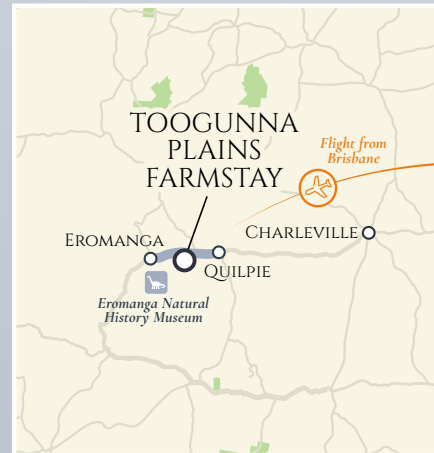 TOOGUNNA
PLAINS
FARMSTAY
Flight from
Brisbane
EROMANGA
CHARLEVILLE
QUILPIE
Eromanga Natural
History Museum